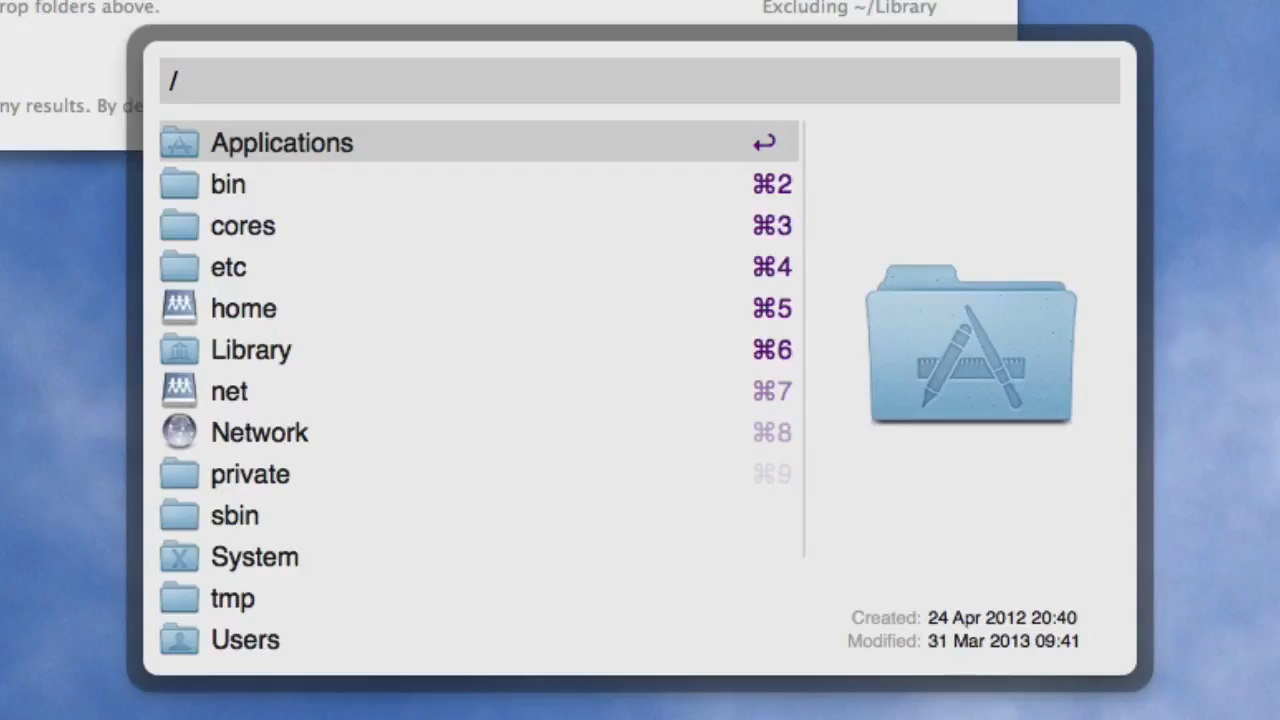 rop folders above.
Excluding ~/Library
ny results. By de
/
Applications ↩
bin ⌘2
cores ⌘3
etc ⌘4
home ⌘5
Library ⌘6
net ⌘7
Network ⌘8
private ⌘9
sbin
System
tmp
Users
Created: 24 Apr 2012 20:40
Modified: 31 Mar 2013 09:41